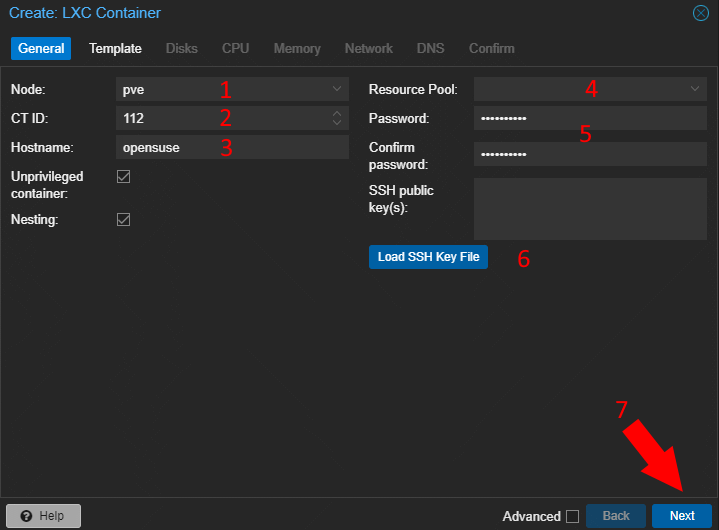 Create: LXC Container
General Template Disks CPU Memory Network DNS Confirm
Node: pve 1
CT ID: 112 2
Hostname: opensuse 3
Unprivileged
container:
Nesting:
Resource Pool: 4
Password: ••••••••••
5
Confirm
password: ••••••••••
SSH public
key(s):
Load SSH Key File 6
7
Help Advanced Back Next